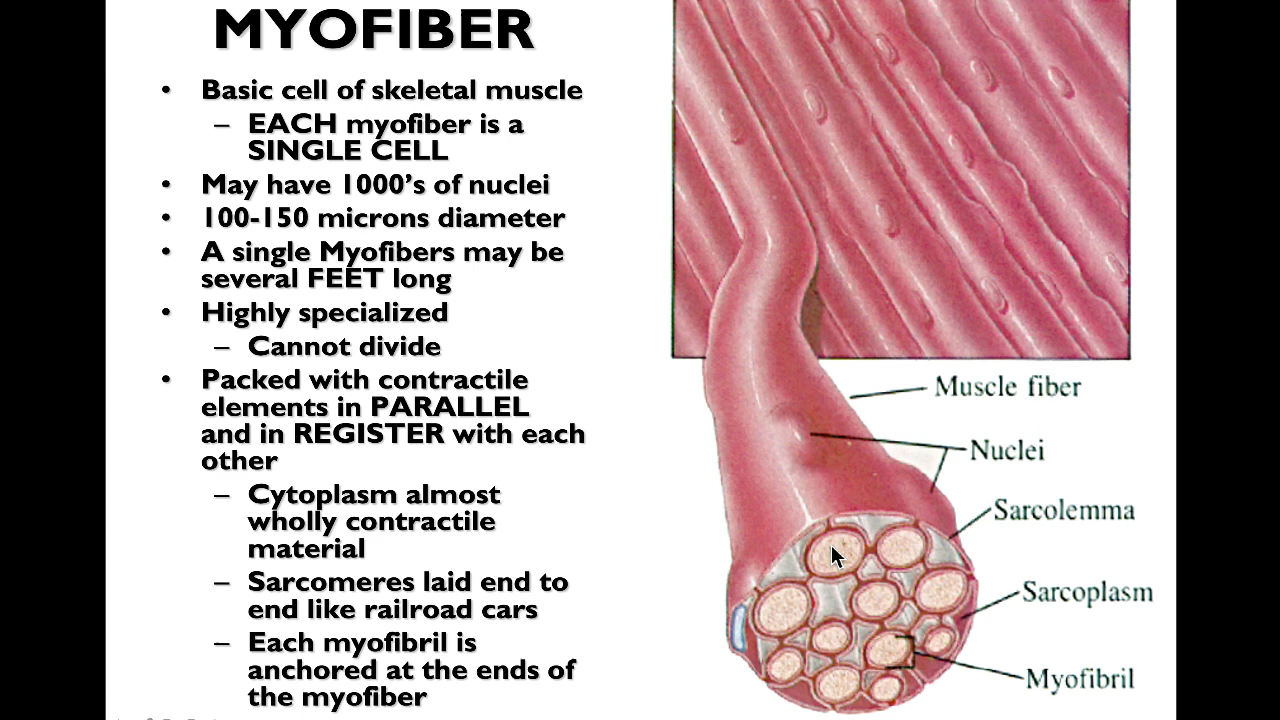 MYOFIBER
• Basic cell of skeletal muscle
– EACH myofiber is a
SINGLE CELL
• May have 1000’s of nuclei
• 100-150 microns diameter
• A single Myofibers may be
several FEET long
• Highly specialized
– Cannot divide
• Packed with contractile
elements in PARALLEL
and in REGISTER with each
other
– Cytoplasm almost
wholly contractile
material
– Sarcomeres laid end to
end like railroad cars
– Each myofibril is
anchored at the ends of
the myofiber
Muscle fiber
Nuclei
Sarcolemma
Sarcoplasm
Myofibril